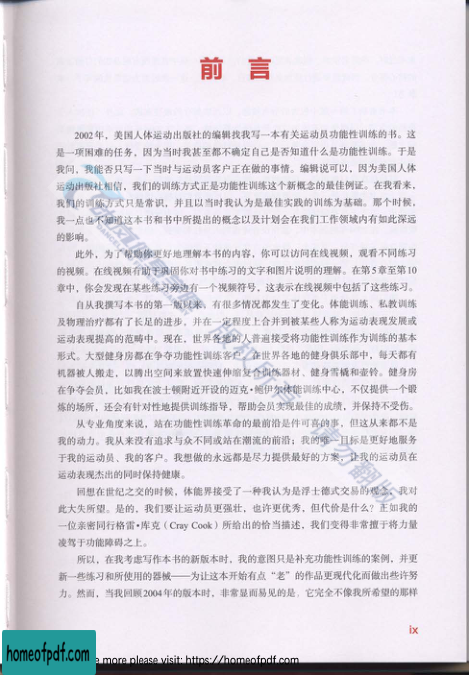 前 言
2002年，美国人体运动出版社的编辑找我写一本有关运动员功能性训练的书。这
是一项困难的任务，因为当时我甚至都不确定自己是否知道什么是功能性训练。于是
我问，我能否只写一下当时与运动员客户正在做的事情。编辑说可以，因为美国人体
运动出版社相信，我们的训练方式正是功能性训练这个新概念的最佳例证。在我看来，
我们的训练方式只是常识，并且以当时我认为是最佳实践的训练为基础。那个时候，
我一点也不知道这本书和书中所提出的概念以及计划会在我们工作领域内有如此深远
的影响。
此外，为了帮助你更好地理解本书的内容，你可以访问在线视频，观看不同练习
的视频。在线视频有助于巩固你对书中练习的文字和图片说明的理解。在第5章至第10
章中，你会发现在某些练习旁边有一个视频符号，这表示在线视频中包括了这些练习。
自从我撰写本书的第一版以来，有很多情况都发生了变化。体能训练、私教训练
及物理治疗都有了长足的进步，并在一定程度上合并到被某些人称为运动表现发展或
运动表现提高的范畴中。现在，世界各地的人普遍接受将功能性训练作为训练的基本
形式。大型健身房都在争夺功能性训练客户。在世界各地的健身俱乐部中，每天都有
机器被人搬走，以腾出空间来放置快速伸缩复合训练器材、健身雪橇和壶铃。健身房
在争夺会员，比如我在波士顿附近开设的迈克·鲍伊尔体能训练中心，不仅提供一个锻
炼的场所，还会有针对性地提供训练指导，帮助会员实现最佳的成绩，并保持不受伤。
从专业角度来说，站在功能性训练革命的最前沿是件可喜的事，但这从来都不是
我的动力。我从来没有追求与众不同或站在潮流的前沿；我的唯一目标是更好地服务
于我的运动员、我的客户。我想做的永远都是尽力提供最好的方案，让我的运动员在
运动表现杰出的同时保持健康。
回想在世纪之交的时候，体能界接受了一种我认为是浮士德式交易的观念，我对
此大失所望。是的，我们要让运动员更强壮，也许更优秀，但代价是什么？正如我的
一位亲密同行格雷·库克（Cray Cook）所给出的恰当描述，我们变得非常擅于将力量
凌驾于功能障碍之上。
所以，在我考虑写作本书的新版本时，我的意图只是补充功能性训练的案例，并更
新一些练习和所使用的器械——为让这本开始有点“老”的作品更现代化而做出些许努
力。然而，当我回顾2004年的版本时，非常显而易见的是，它完全不像我所希望的那样
ix
版权所有 请勿翻版
homeofpdf.com
e more please visit: https://homeofpdf.com